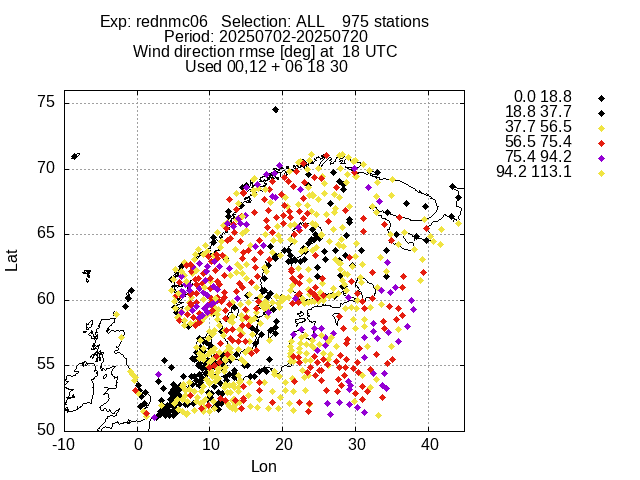 Exp: rednmc06   Selection: ALL    975 stations
Period: 20250702-20250720
Wind direction rmse [deg] at  18 UTC
Used 00,12 + 06 18 30
0.0 18.8
18.8 37.7
37.7 56.5
56.5 75.4
75.4 94.2
94.2 113.1
75
70
65
60
55
50
Lat
-10 0 10 20 30 40
Lon